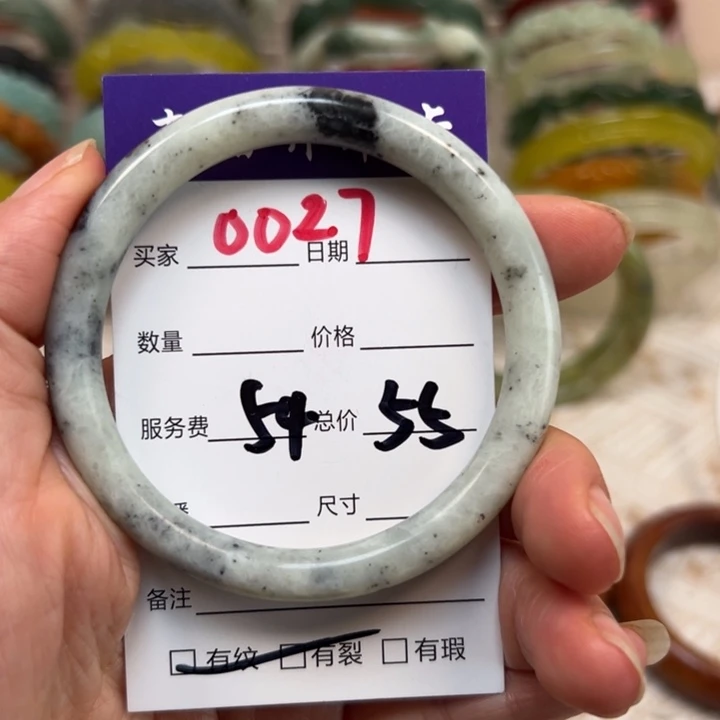 0027
买家 日期
数量 价格
服务费 54 总价 55
尺寸
备注
□ 有纹 □ 有裂 □ 有瑕